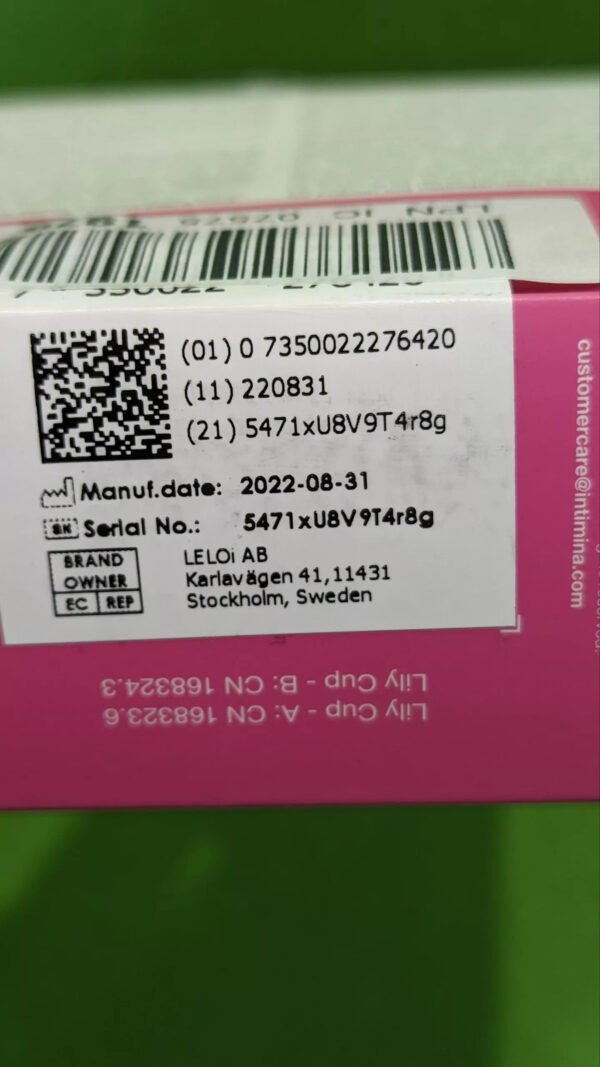 LPN IC
(01) 0 7350022276420
(11) 220831
(21) 5471xU8V9T4r8g
Manuf.date: 2022-08-31
SN Serial No.: 5471xU8V9T4r8g
BRAND OWNER
EC REP
LELOi AB
Karlavägen 41,11431
Stockholm, Sweden
Lily Cup - A: CN 168323.6
Lily Cup - B: CN 168324.3
customercare@intimina.com